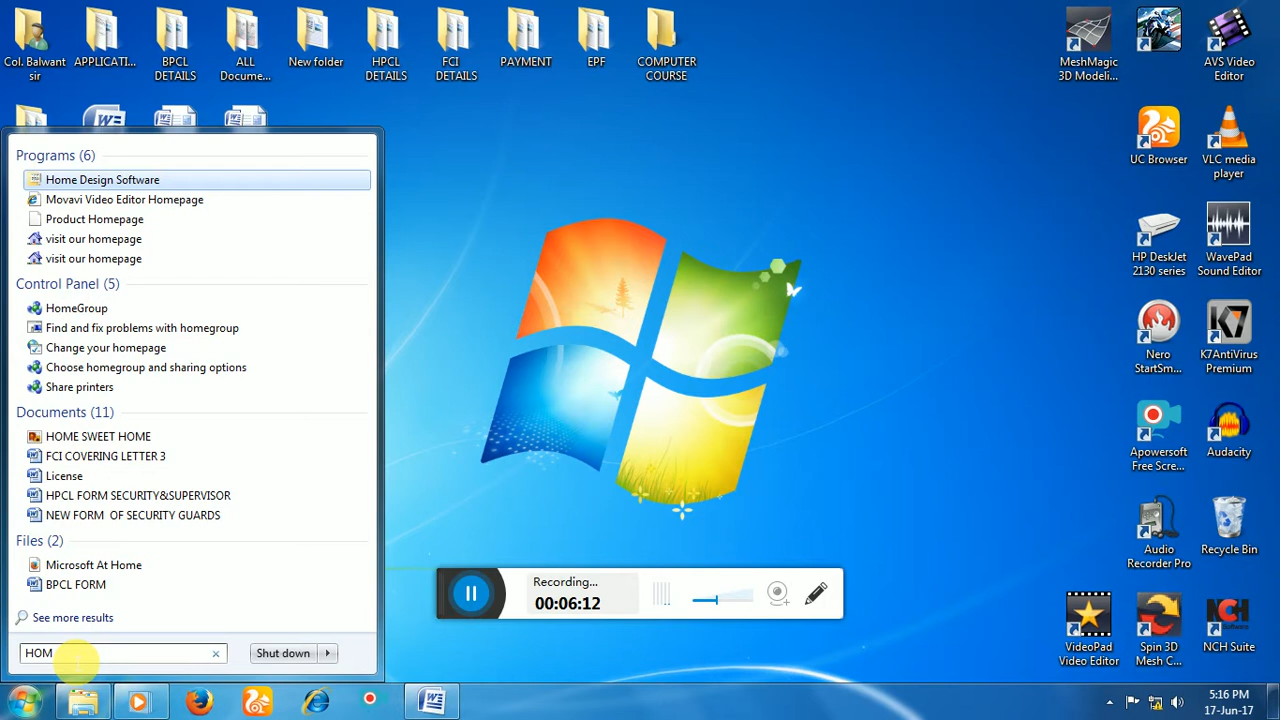 Col. Balwant
sir
APPLICATI...
BPCL
DETAILS
ALL
Docume...
New folder
HPCL
DETAILS
FCI
DETAILS
PAYMENT
EPF
COMPUTER
COURSE
MeshMagic
3D Modeli...
AVS Video
Editor
UC Browser
VLC media
player
HP DeskJet
2130 series
WavePad
Sound Editor
Nero
StartSm...
K7AntiVirus
Premium
Apowersoft
Free Scre...
Audacity
Audio
Recorder Pro
Recycle Bin
VideoPad
Video Editor
Spin 3D
Mesh C...
NCH Suite
Programs (6)
Home Design Software
Movavi Video Editor Homepage
Product Homepage
visit our homepage
visit our homepage
Control Panel (5)
HomeGroup
Find and fix problems with homegroup
Change your homepage
Choose homegroup and sharing options
Share printers
Documents (11)
HOME SWEET HOME
FCI COVERING LETTER 3
License
HPCL FORM SECURITY&SUPERVISOR
NEW FORM OF SECURITY GUARDS
Files (2)
Microsoft At Home
BPCL FORM
See more results
HOM
Shut down
Recording...
00:06:12
5:16 PM
17-Jun-17